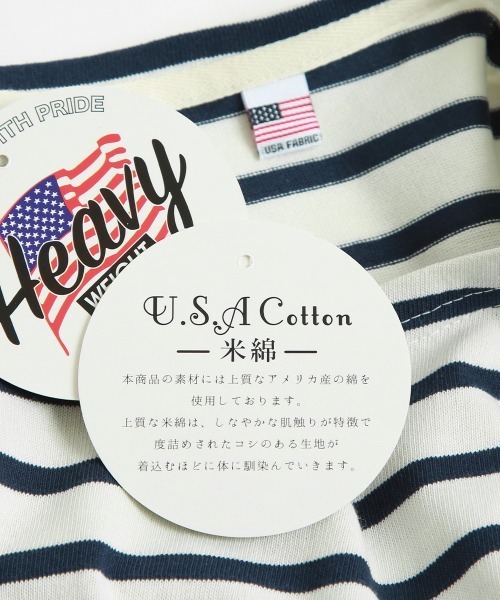 WITH PRIDE
Heavy
WEIGHT
USA FABRIC
U.S.A Cotton
米綿
本商品の素材には上質なアメリカ産の綿を
使用しております。
上質な米綿は、しなやかな肌触りが特徴で
度詰めされたコシのある生地が
着込むほどに体に馴染んでいきます。